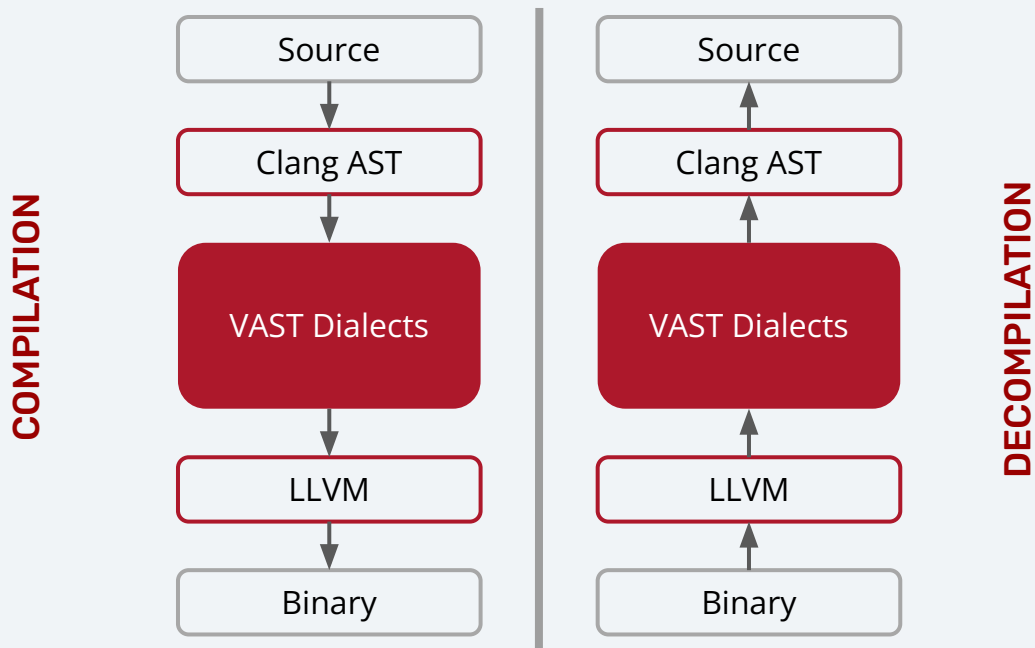 COMPILATION
Source
Clang AST
VAST Dialects
LLVM
Binary
Source
Clang AST
VAST Dialects
LLVM
Binary
DECOMPILATION